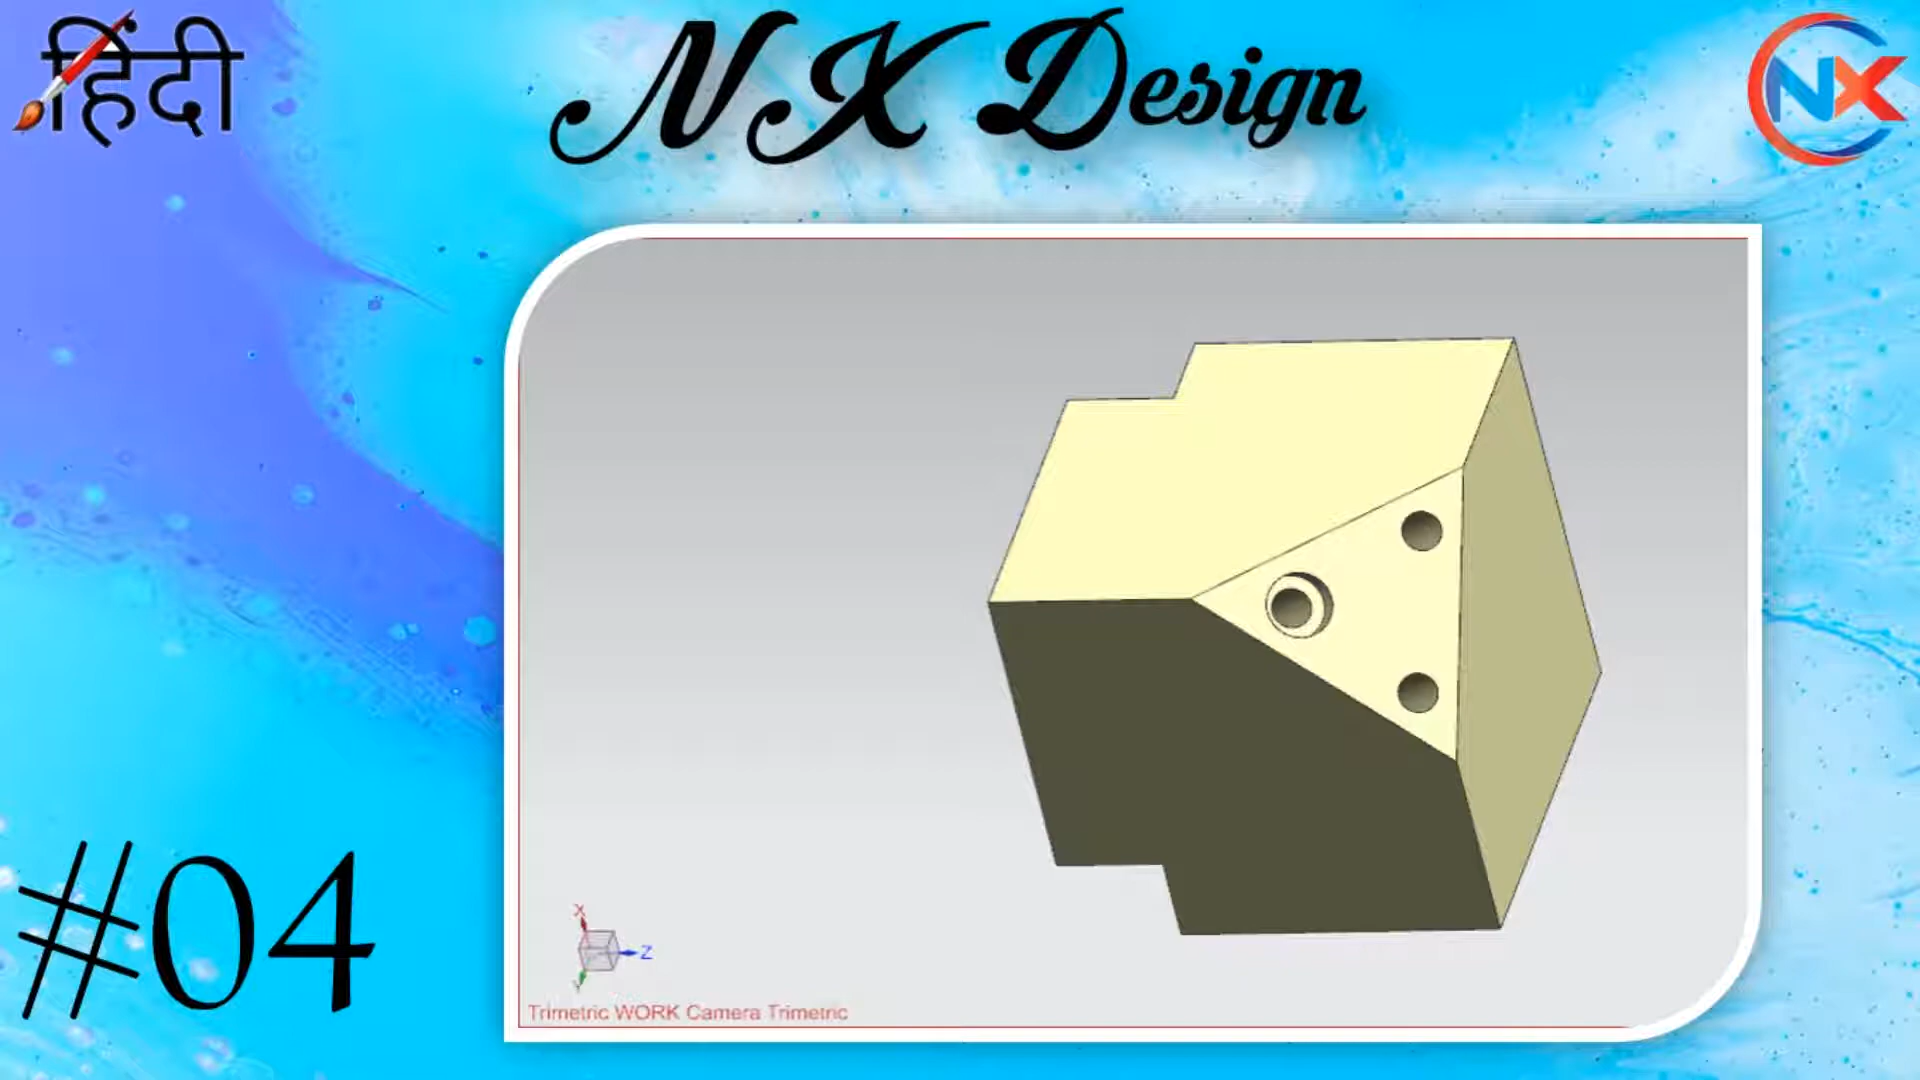 हिंदी
NX Design
NX
#04
X
Z
Y
Trimetric WORK Camera Trimetric